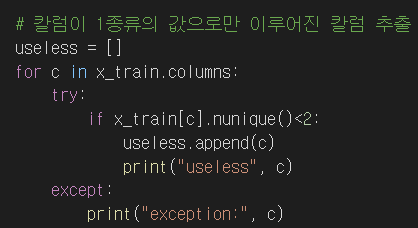 # 칼럼이 1종류의 값으로만 이루어진 칼럼 추출
useless = []
for c in x_train.columns:
    try:
        if x_train[c].nunique()<2:
            useless.append(c)
            print("useless", c)
    except:
        print("exception:", c)